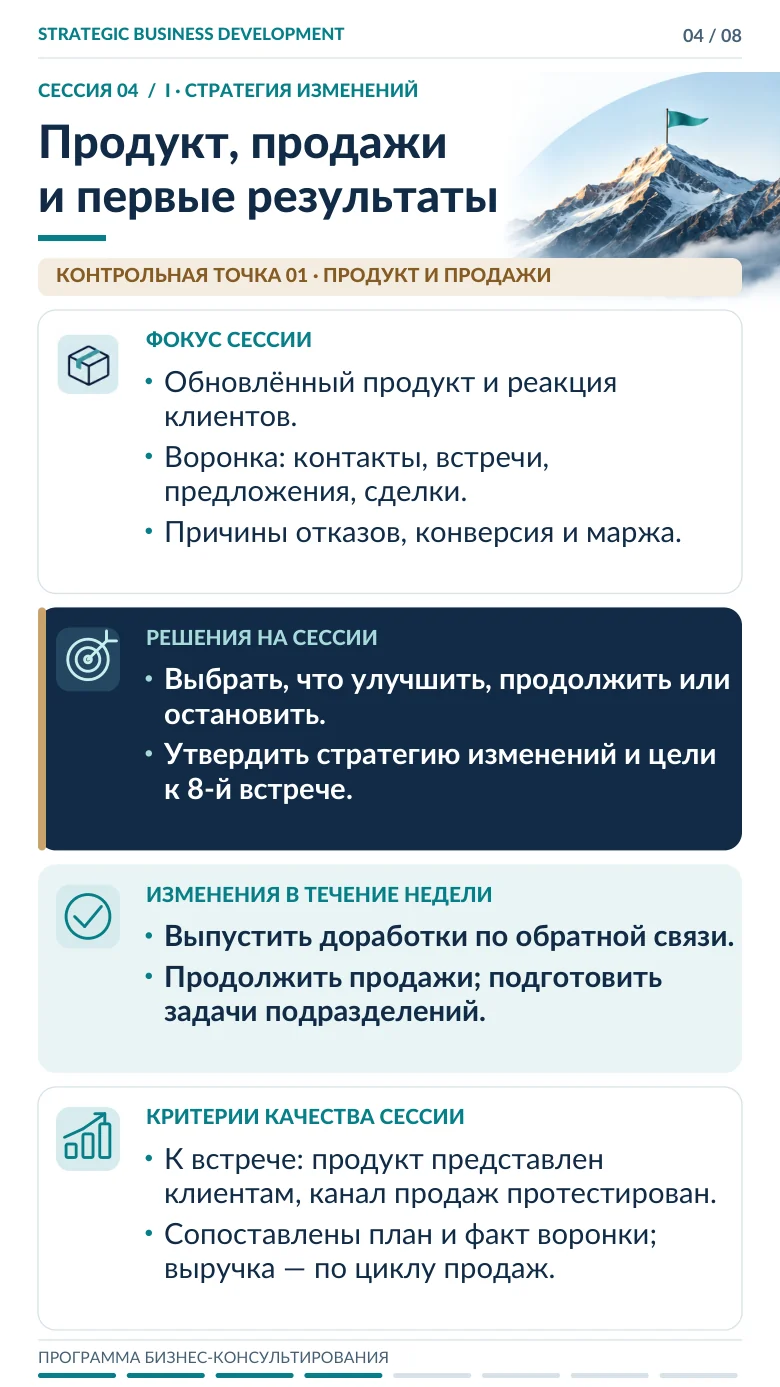 STRATEGIC BUSINESS DEVELOPMENT
04 / 08
СЕССИЯ 04 / I · СТРАТЕГИЯ ИЗМЕНЕНИЙ
Продукт, продажи
и первые результаты
КОНТРОЛЬНАЯ ТОЧКА 01 · ПРОДУКТ И ПРОДАЖИ
ФОКУС СЕССИИ
• Обновлённый продукт и реакция
клиентов.
• Воронка: контакты, встречи,
предложения, сделки.
• Причины отказов, конверсия и маржа.
РЕШЕНИЯ НА СЕССИИ
• Выбрать, что улучшить, продолжить или
остановить.
• Утвердить стратегию изменений и цели
к 8-й встрече.
ИЗМЕНЕНИЯ В ТЕЧЕНИЕ НЕДЕЛИ
• Выпустить доработки по обратной связи.
• Продолжить продажи; подготовить
задачи подразделений.
КРИТЕРИИ КАЧЕСТВА СЕССИИ
• К встрече: продукт представлен
клиентам, канал продаж протестирован.
• Сопоставлены план и факт воронки;
выручка — по циклу продаж.
ПРОГРАММА БИЗНЕС-КОНСУЛЬТИРОВАНИЯ